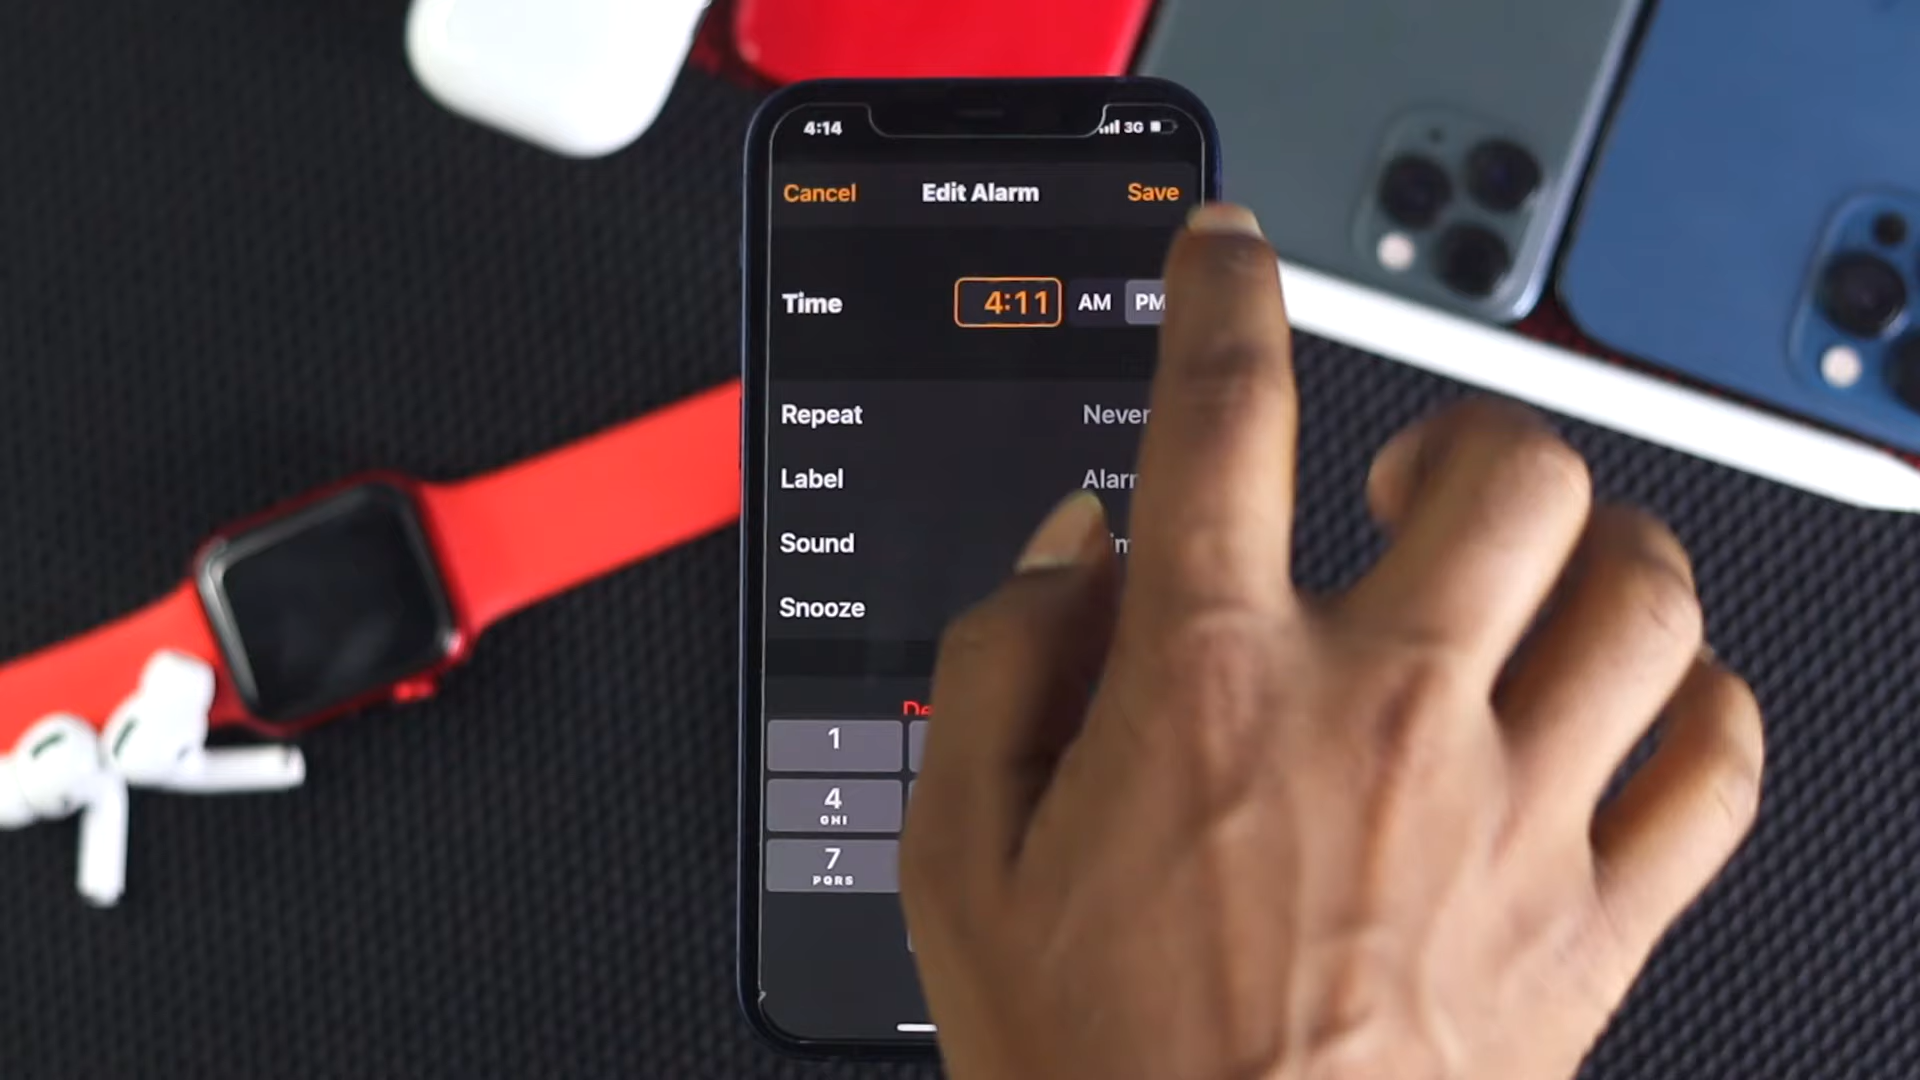 4:14 3G
Cancel Edit Alarm Save
Time 4:11 AM PM
Repeat Never
Label
Sound
Snooze
1
4
GHI
7
PQRS